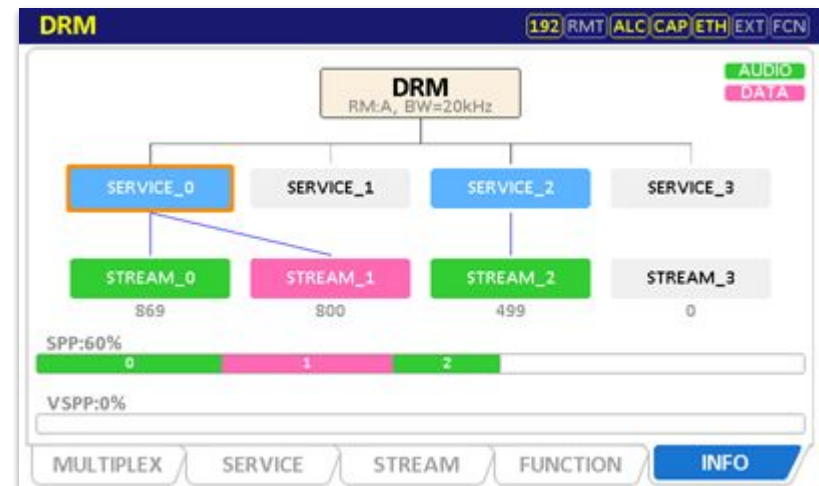 DRM 192 RMT ALC CAP ETH EXT FCN
AUDIO
DATA
DRM
RM:A, BW=20kHz
SERVICE_0 SERVICE_1 SERVICE_2 SERVICE_3
STREAM_0 STREAM_1 STREAM_2 STREAM_3
869 800 499 0
SPP:60%
0 1 2
VSPP:0%
MULTIPLEX SERVICE STREAM FUNCTION INFO